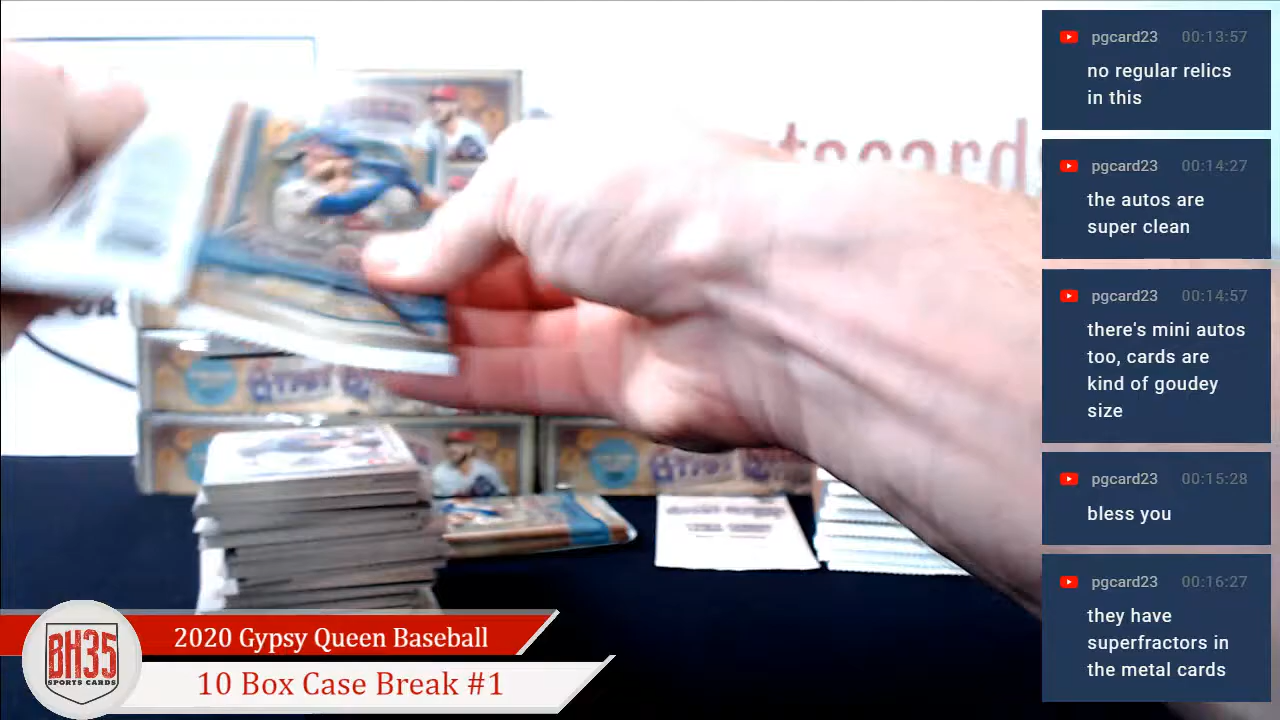 pgcard23 00:13:57
no regular relics
in this
pgcard23 00:14:27
the autos are
super clean
pgcard23 00:14:57
there's mini autos
too, cards are
kind of goudey
size
pgcard23 00:15:28
bless you
pgcard23 00:16:27
they have
superfractors in
the metal cards
2020 Gypsy Queen Baseball
10 Box Case Break #1
BH35
SPORTS CARDS